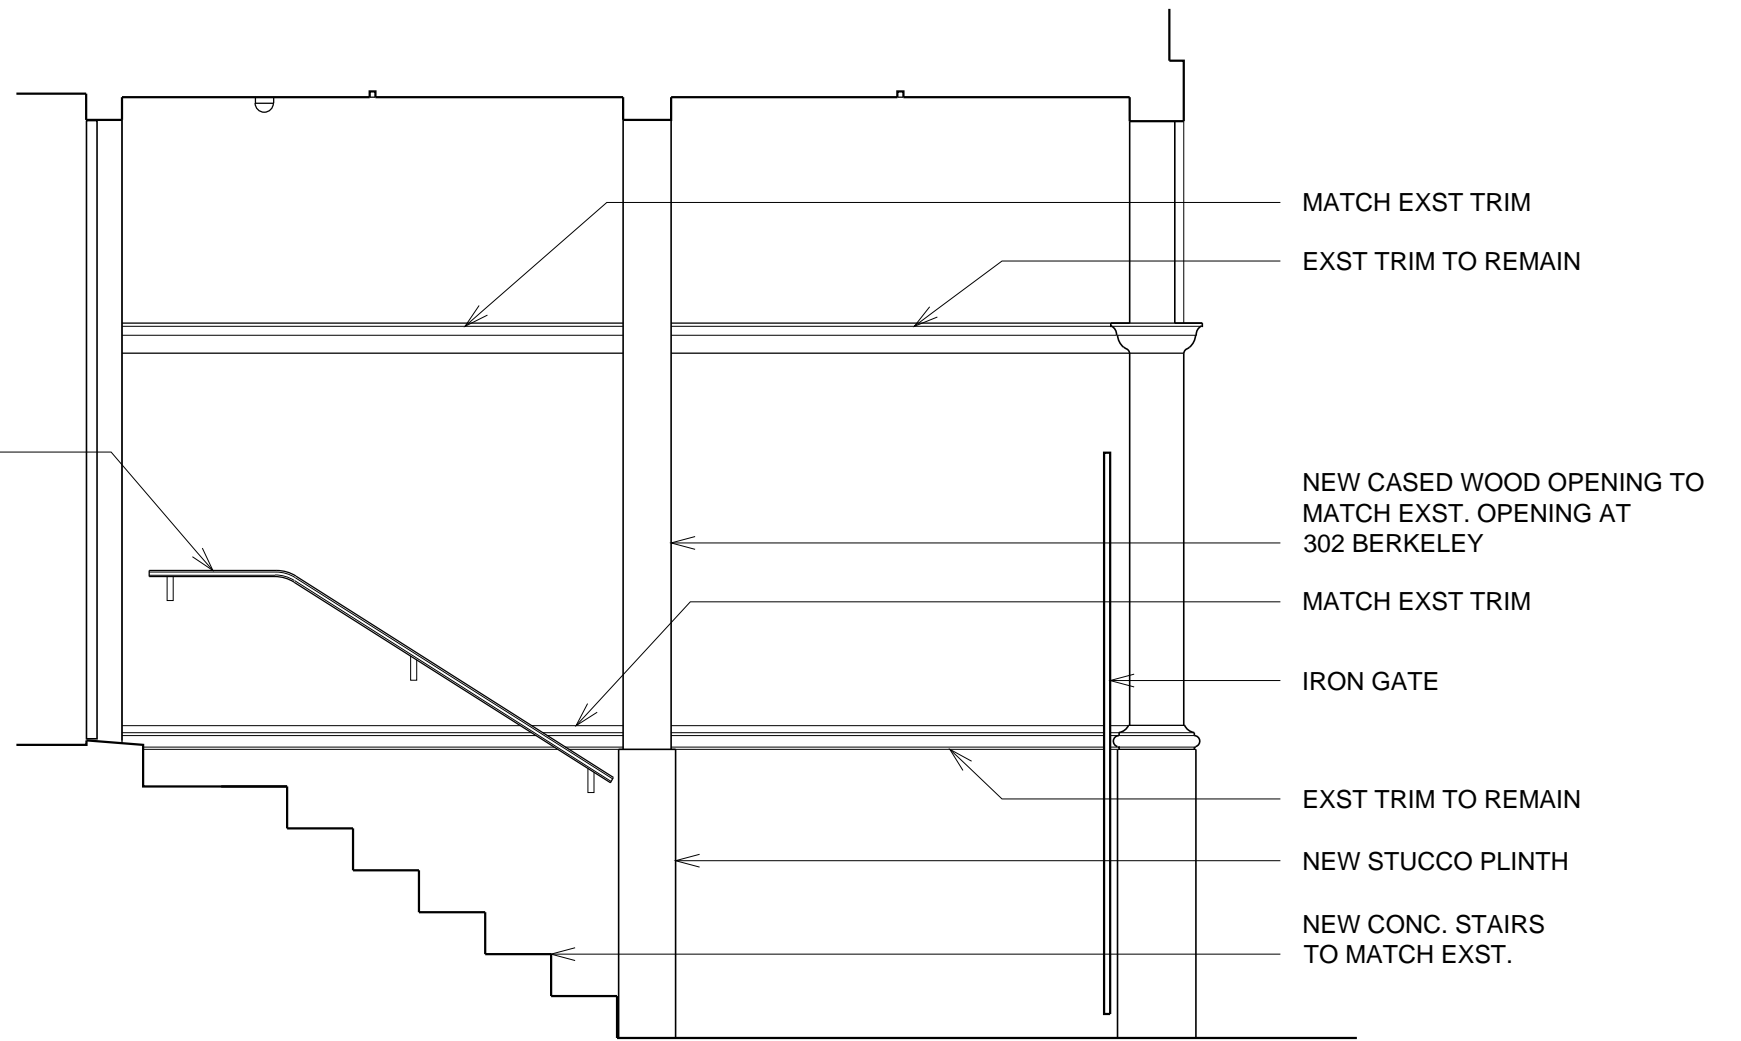 MATCH EXST TRIM
EXST TRIM TO REMAIN
NEW CASED WOOD OPENING TO
MATCH EXST. OPENING AT
302 BERKELEY
MATCH EXST TRIM
IRON GATE
EXST TRIM TO REMAIN
NEW STUCCO PLINTH
NEW CONC. STAIRS
TO MATCH EXST.